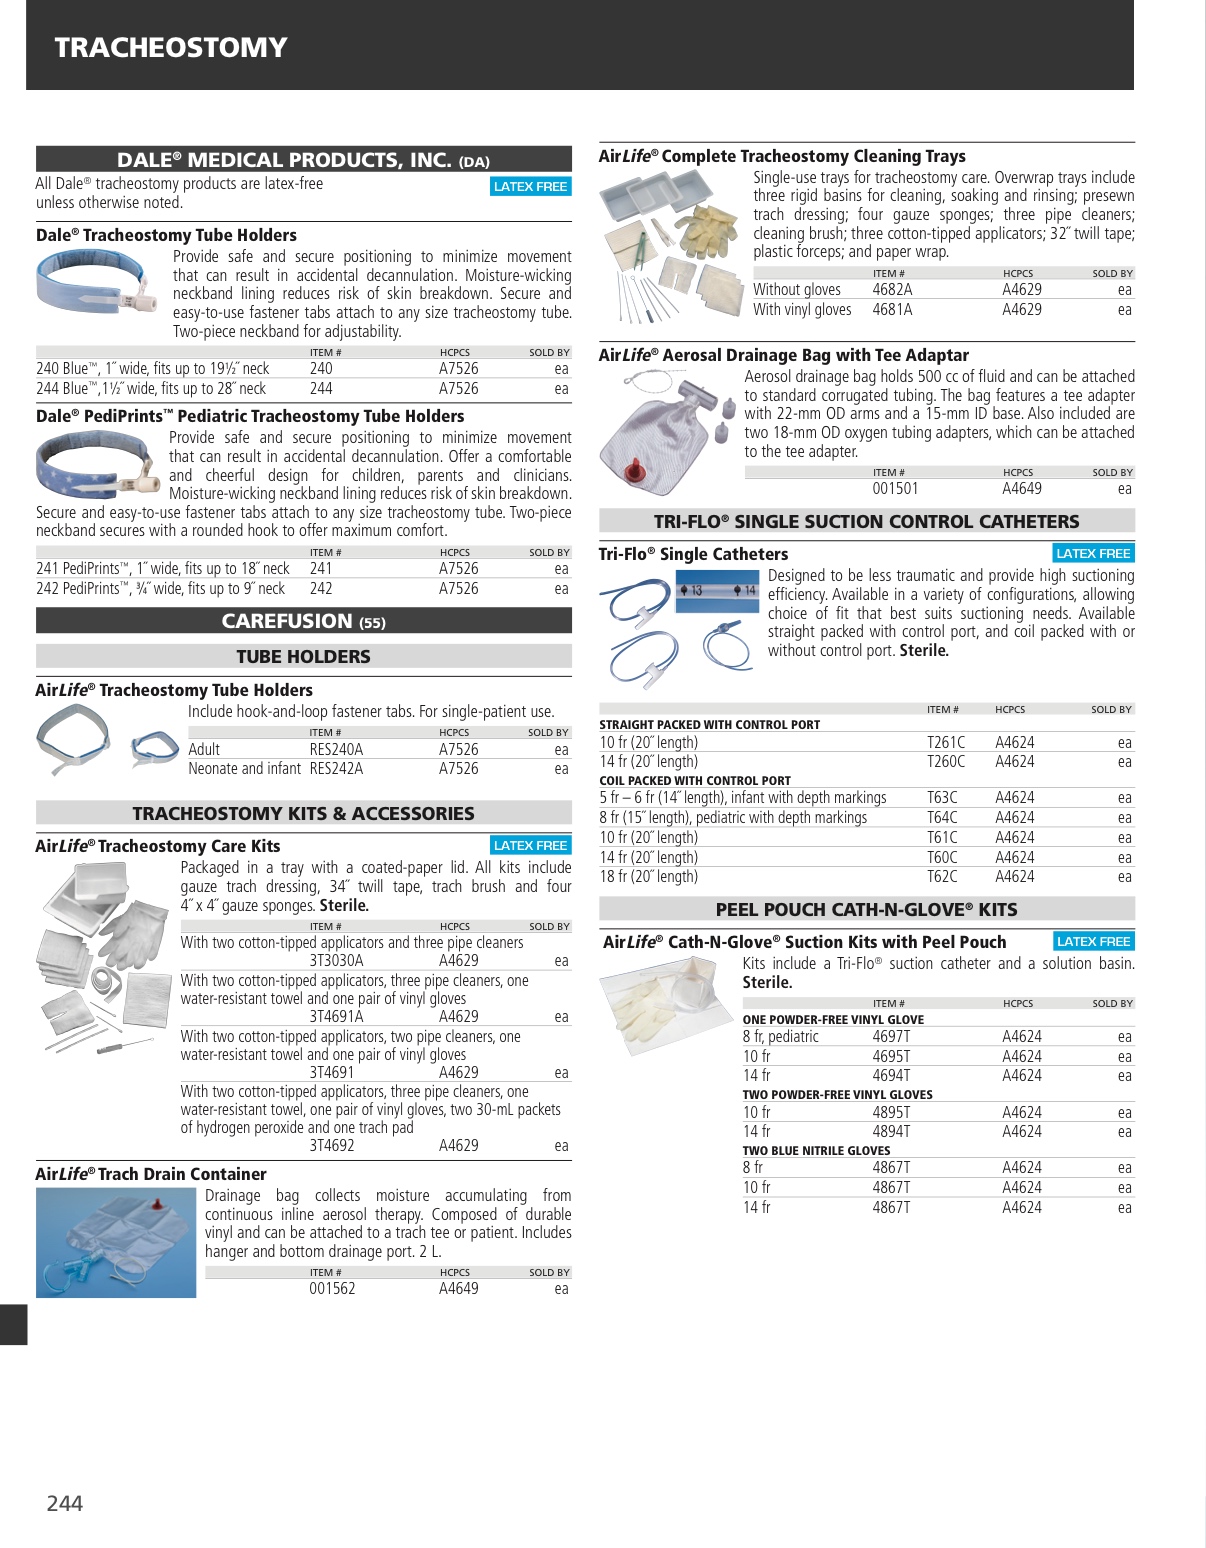 TRACHEOSTOMY
DALE® MEDICAL PRODUCTS, INC. (DA)
All Dale® tracheostomy products are latex-free
unless otherwise noted.
LATEX FREE
Dale® Tracheostomy Tube Holders
Provide safe and secure positioning to minimize movement
that can result in accidental decannulation. Moisture-wicking
neckband lining reduces risk of skin breakdown. Secure and
easy-to-use fastener tabs attach to any size tracheostomy tube.
Two-piece neckband for adjustability.
ITEM # HCPCS SOLD BY
240 Blue™, 1˝ wide, fits up to 19½˝ neck 240 A7526 ea
244 Blue™,1½˝ wide, fits up to 28˝ neck 244 A7526 ea
Dale® PediPrints™ Pediatric Tracheostomy Tube Holders
Provide safe and secure positioning to minimize movement
that can result in accidental decannulation. Offer a comfortable
and cheerful design for children, parents and clinicians.
Moisture-wicking neckband lining reduces risk of skin breakdown.
Secure and easy-to-use fastener tabs attach to any size tracheostomy tube. Two-piece
neckband secures with a rounded hook to offer maximum comfort.
ITEM # HCPCS SOLD BY
241 PediPrints™, 1˝ wide, fits up to 18˝ neck 241 A7526 ea
242 PediPrints™, ¾˝ wide, fits up to 9˝ neck 242 A7526 ea
CAREFUSION (55)
TUBE HOLDERS
AirLife® Tracheostomy Tube Holders
Include hook-and-loop fastener tabs. For single-patient use.
ITEM # HCPCS SOLD BY
Adult RES240A A7526 ea
Neonate and infant RES242A A7526 ea
TRACHEOSTOMY KITS & ACCESSORIES
AirLife® Tracheostomy Care Kits
LATEX FREE
Packaged in a tray with a coated-paper lid. All kits include
gauze trach dressing, 34˝ twill tape, trach brush and four
4˝ x 4˝ gauze sponges. Sterile.
ITEM # HCPCS SOLD BY
With two cotton-tipped applicators and three pipe cleaners
3T3030A A4629 ea
With two cotton-tipped applicators, three pipe cleaners, one
water-resistant towel and one pair of vinyl gloves
3T4691A A4629 ea
With two cotton-tipped applicators, two pipe cleaners, one
water-resistant towel and one pair of vinyl gloves
3T4691 A4629 ea
With two cotton-tipped applicators, three pipe cleaners, one
water-resistant towel, one pair of vinyl gloves, two 30-mL packets
of hydrogen peroxide and one trach pad
3T4692 A4629 ea
AirLife® Trach Drain Container
Drainage bag collects moisture accumulating from
continuous inline aerosol therapy. Composed of durable
vinyl and can be attached to a trach tee or patient. Includes
hanger and bottom drainage port. 2 L.
ITEM # HCPCS SOLD BY
001562 A4649 ea
AirLife® Complete Tracheostomy Cleaning Trays
Single-use trays for tracheostomy care. Overwrap trays include
three rigid basins for cleaning, soaking and rinsing; presewn
trach dressing; four gauze sponges; three pipe cleaners;
cleaning brush; three cotton-tipped applicators; 32˝ twill tape;
plastic forceps; and paper wrap.
ITEM # HCPCS SOLD BY
Without gloves 4682A A4629 ea
With vinyl gloves 4681A A4629 ea
AirLife® Aerosal Drainage Bag with Tee Adaptar
Aerosol drainage bag holds 500 cc of fluid and can be attached
to standard corrugated tubing. The bag features a tee adapter
with 22-mm OD arms and a 15-mm ID base. Also included are
two 18-mm OD oxygen tubing adapters, which can be attached
to the tee adapter.
ITEM # HCPCS SOLD BY
001501 A4649 ea
TRI-FLO® SINGLE SUCTION CONTROL CATHETERS
Tri-Flo® Single Catheters
LATEX FREE
13 14
Designed to be less traumatic and provide high suctioning
efficiency. Available in a variety of configurations, allowing
choice of fit that best suits suctioning needs. Available
straight packed with control port, and coil packed with or
without control port. Sterile.
ITEM # HCPCS SOLD BY
STRAIGHT PACKED WITH CONTROL PORT
10 fr (20˝ length) T261C A4624 ea
14 fr (20˝ length) T260C A4624 ea
COIL PACKED WITH CONTROL PORT
5 fr – 6 fr (14˝ length), infant with depth markings T63C A4624 ea
8 fr (15˝ length), pediatric with depth markings T64C A4624 ea
10 fr (20˝ length) T61C A4624 ea
14 fr (20˝ length) T60C A4624 ea
18 fr (20˝ length) T62C A4624 ea
PEEL POUCH CATH-N-GLOVE® KITS
AirLife® Cath-N-Glove® Suction Kits with Peel Pouch
LATEX FREE
Kits include a Tri-Flo® suction catheter and a solution basin.
Sterile.
ITEM # HCPCS SOLD BY
ONE POWDER-FREE VINYL GLOVE
8 fr, pediatric 4697T A4624 ea
10 fr 4695T A4624 ea
14 fr 4694T A4624 ea
TWO POWDER-FREE VINYL GLOVES
10 fr 4895T A4624 ea
14 fr 4894T A4624 ea
TWO BLUE NITRILE GLOVES
8 fr 4867T A4624 ea
10 fr 4867T A4624 ea
14 fr 4867T A4624 ea
244